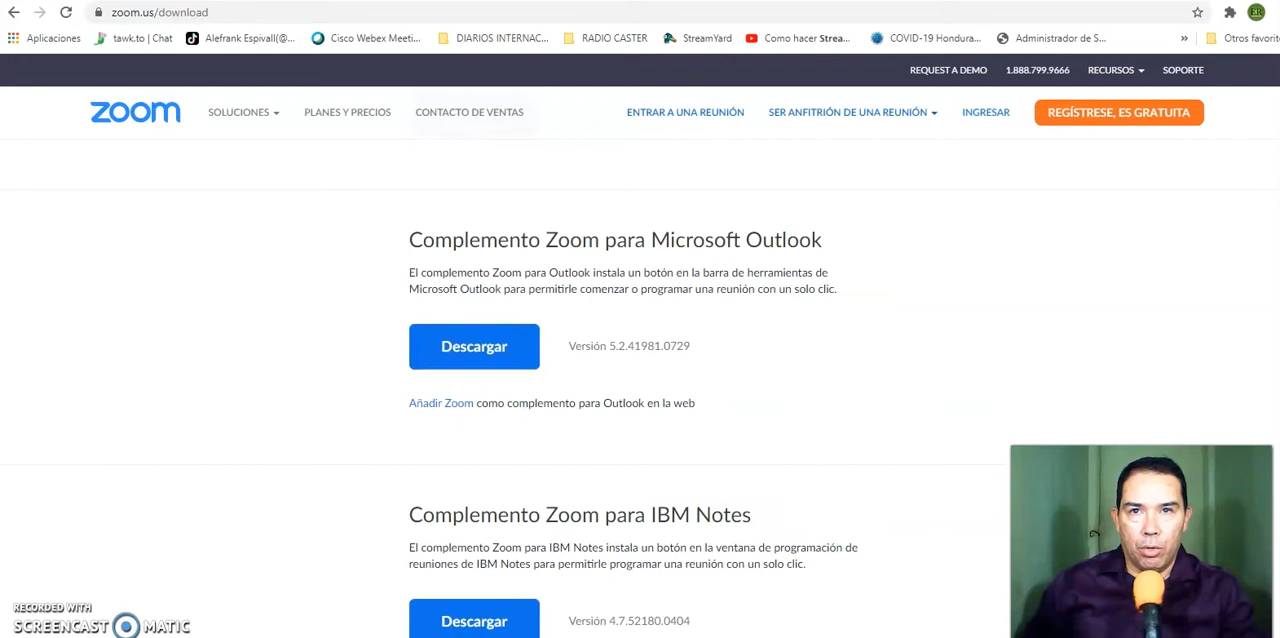 zoom.us/download
ER
Aplicaciones tawk.to | Chat Alefrank Espivall(@... Cisco Webex Meeti... DIARIOS INTERNAC... RADIO CASTER StreamYard Como hacer Strea... COVID-19 Hondura... Administrador de S... » Otros favorit
REQUEST A DEMO 1.888.799.9666 RECURSOS SOPORTE
zoom SOLUCIONES PLANES Y PRECIOS CONTACTO DE VENTAS ENTRAR A UNA REUNIÓN SER ANFITRIÓN DE UNA REUNIÓN INGRESAR REGÍSTRESE, ES GRATUITA
Complemento Zoom para Microsoft Outlook
El complemento Zoom para Outlook instala un botón en la barra de herramientas de
Microsoft Outlook para permitirle comenzar o programar una reunión con un solo clic.
Descargar Versión 5.2.41981.0729
Añadir Zoom como complemento para Outlook en la web
Complemento Zoom para IBM Notes
El complemento Zoom para IBM Notes instala un botón en la ventana de programación de
reuniones de IBM Notes para permitirle programar una reunión con un solo clic.
Descargar Versión 4.7.52180.0404
RECORDED WITH
SCREENCAST MATIC